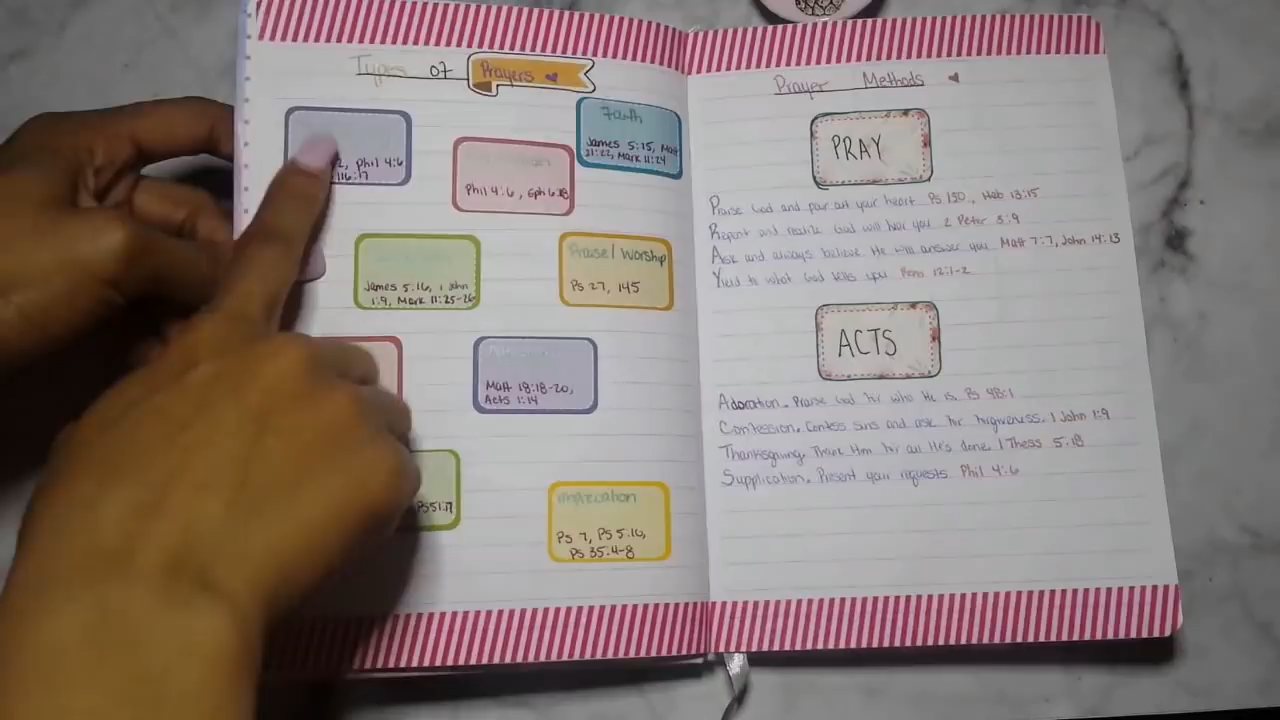 Types of Prayers
Phil 4:6
116:17
Phil 4:6, Eph 6:18
Faith
James 5:15, Matt
21:22, Mark 11:24
James 5:16, 1 John
1:9, Mark 11:25-26
Praise/Worship
Ps 27, 145
Matt 18:18-20,
Acts 1:14
Ps 51:17
Imprecation
Ps 7, Ps 5:10,
Ps 35:4-8
Prayer Methods
PRAY
Praise God and pour out your heart. Ps 150, Heb 13:15
Repent and realize God will hear you 2 Peter 3:9
Ask and always believe He will answer you. Matt 7:7, John 14:13
Yield to what God tells you Rom 12:1-2
ACTS
Adoration. Praise God for who He is. Ps 48:1
Confession. Confess sins and ask for forgiveness. 1 John 1:9
Thanksgiving. Thank Him for all He's done. 1 Thess 5:18
Supplication. Present your requests. Phil 4:6